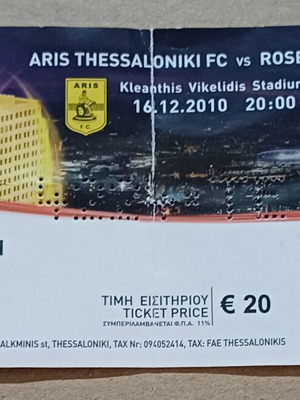 ARIS THESSALONIKI FC vs ROSE
ARIS
F.C
Kleanthis Vikelidis Stadium
16.12.2010 20:00
ΤΙΜΗ ΕΙΣΙΤΗΡΙΟΥ
TICKET PRICE
ΣΥΜΠΕΡΙΛΑΜΒΑΝΕΤΑΙ Φ.Π.Α. 11%
€ 20
ALKMINIS st, THESSALONIKI, TAX Nr: 094052414, TAX: FAE THESSALONIKIS